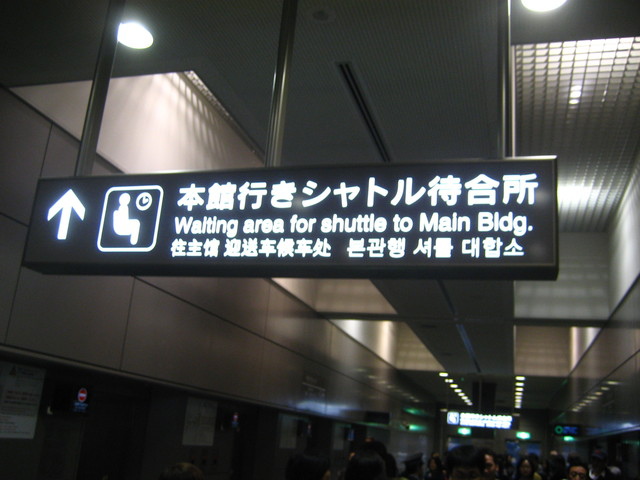 本館行きシャトル待合所
Waiting area for shuttle to Main Bldg.
往主馆 迎送车候车处 본관행 셔틀 대합소